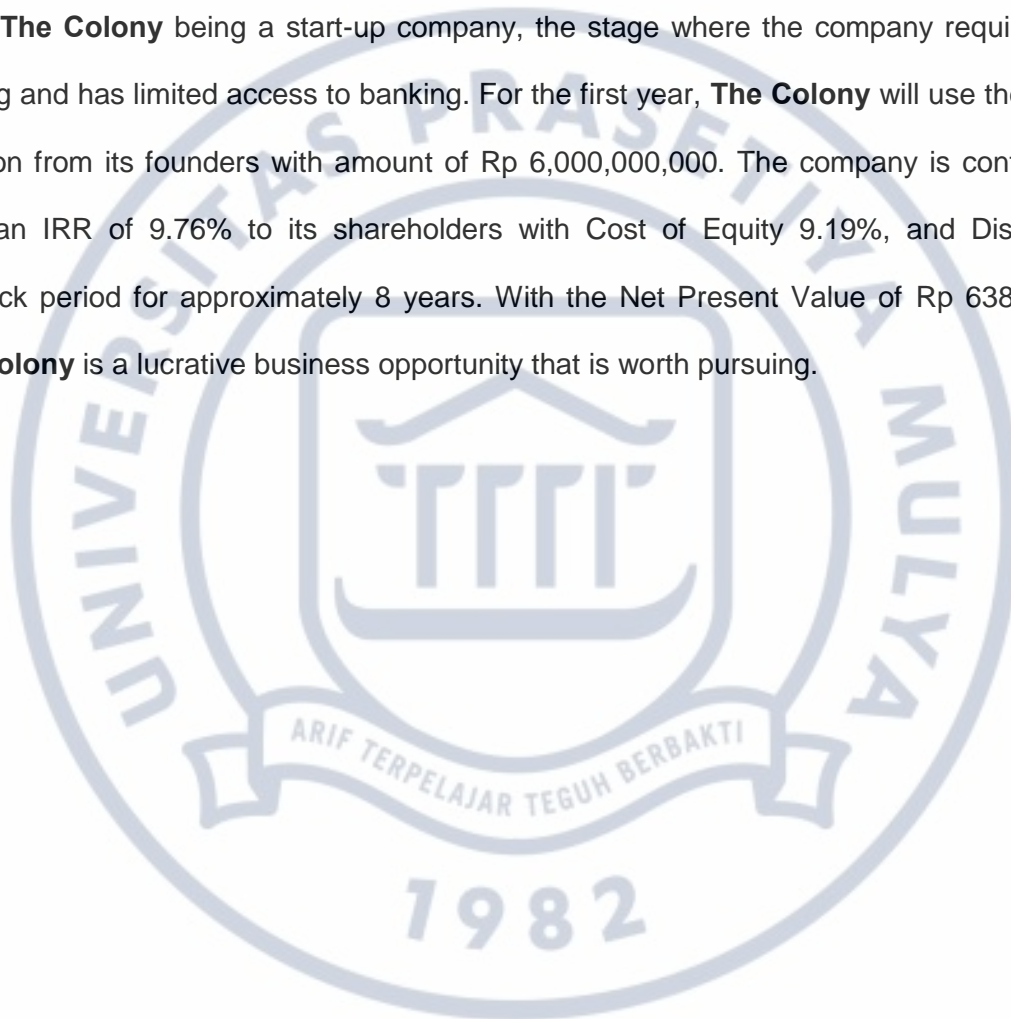 The Colony being a start-up company, the stage where the company requi
g and has limited access to banking. For the first year, The Colony will use the
on from its founders with amount of Rp 6,000,000,000. The company is con
an IRR of 9.76% to its shareholders with Cost of Equity 9.19%, and Dis
ck period for approximately 8 years. With the Net Present Value of Rp 638
olony is a lucrative business opportunity that is worth pursuing.
UNIVERSITAS PRASETIYA MULYA
ARIF TERPELAJAR TEGUH BERBAKTI
1982